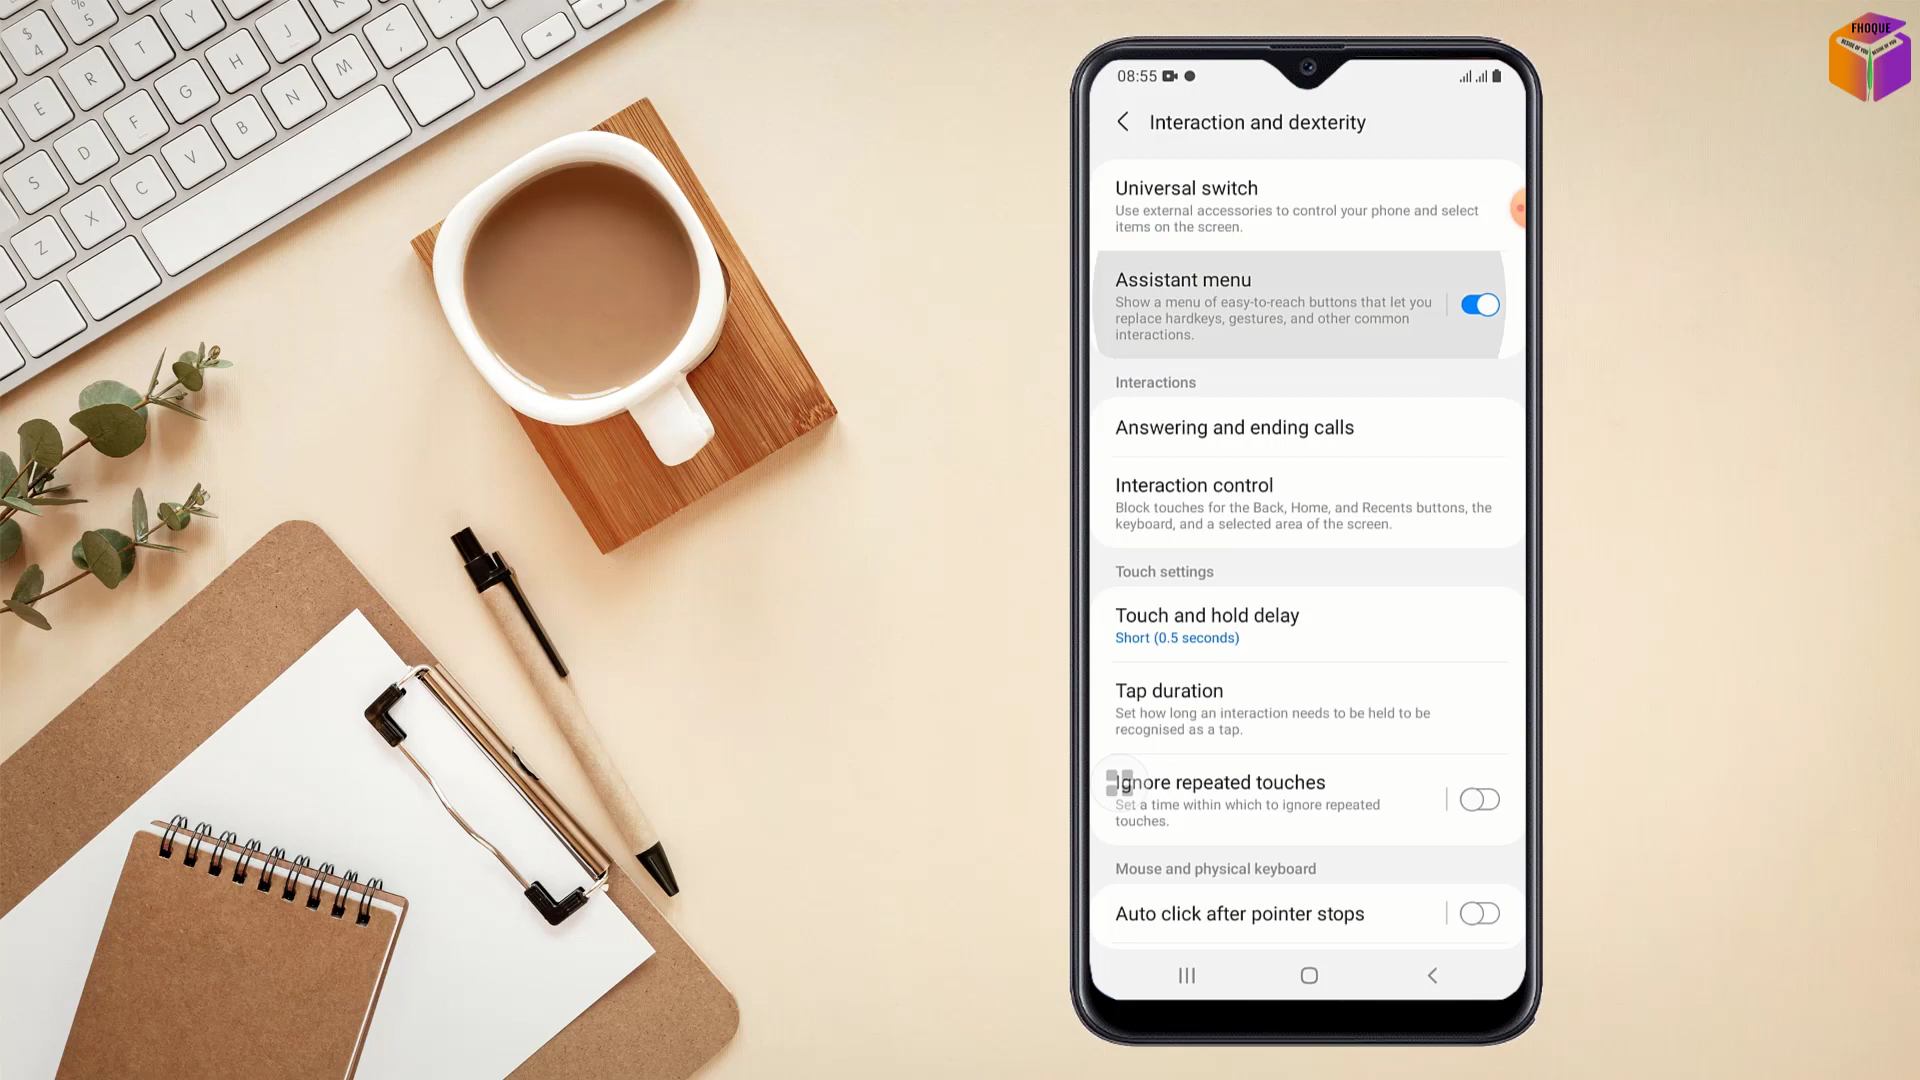 FHOQUE
08:55
Interaction and dexterity
Universal switch
Use external accessories to control your phone and select
items on the screen.
Assistant menu
Show a menu of easy-to-reach buttons that let you
replace hardkeys, gestures, and other common
interactions.
Interactions
Answering and ending calls
Interaction control
Block touches for the Back, Home, and Recents buttons, the
keyboard, and a selected area of the screen.
Touch settings
Touch and hold delay
Short (0.5 seconds)
Tap duration
Set how long an interaction needs to be held to be
recognised as a tap.
Ignore repeated touches
Set a time within which to ignore repeated
touches.
Mouse and physical keyboard
Auto click after pointer stops
$ 4
% 5
E
R
T
Y
S
D
F
G
H
J
K
Z
X
C
V
B
N
M